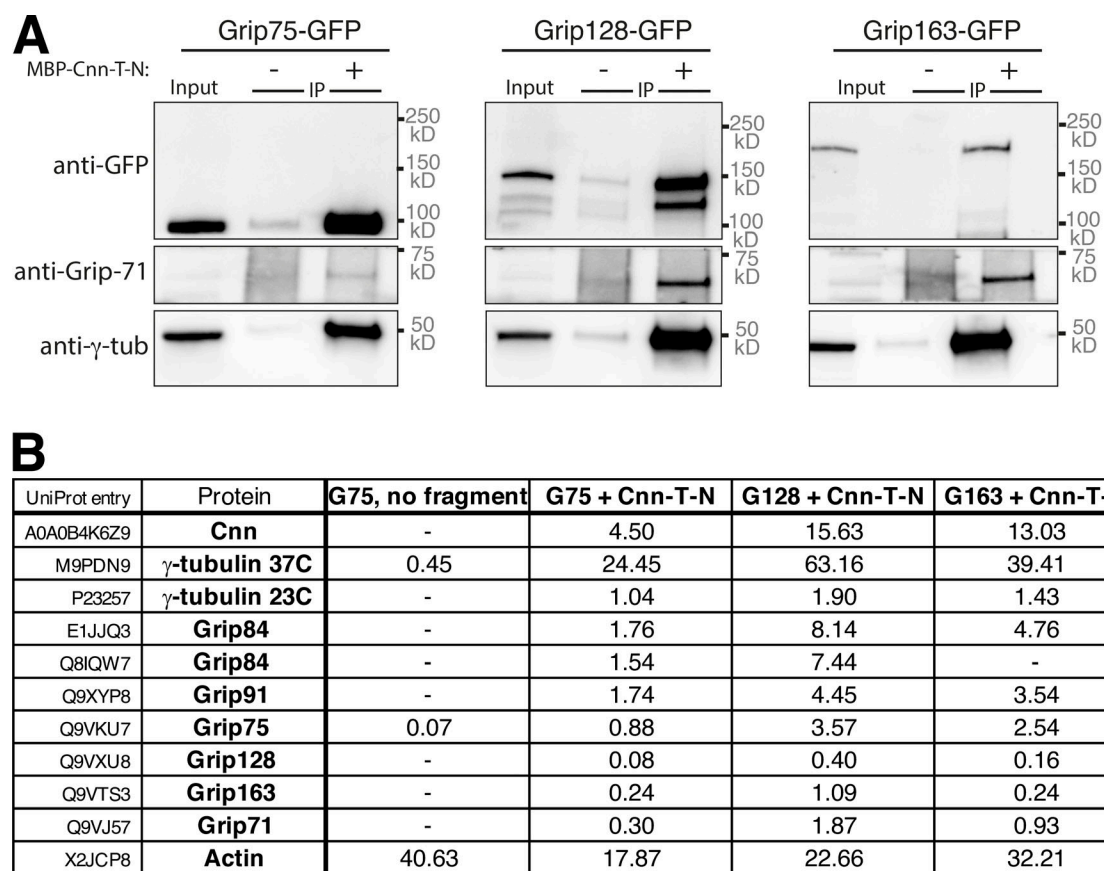 A
Grip75-GFP Grip128-GFP Grip163-GFP
MBP-Cnn-T-N: - + - + - +
Input IP Input IP Input IP
anti-GFP
250 kD
150 kD
100 kD
250 kD
150 kD
100 kD
250 kD
150 kD
100 kD
anti-Grip-71
75 kD
75 kD
75 kD
anti-γ-tub
50 kD
50 kD
50 kD
B
UniProt entry Protein G75, no fragment G75 + Cnn-T-N G128 + Cnn-T-N G163 + Cnn-T-
A0A0B4K6Z9 Cnn - 4.50 15.63 13.03
M9PDN9 γ-tubulin 37C 0.45 24.45 63.16 39.41
P23257 γ-tubulin 23C - 1.04 1.90 1.43
E1JJQ3 Grip84 - 1.76 8.14 4.76
Q8IQW7 Grip84 - 1.54 7.44 -
Q9XYP8 Grip91 - 1.74 4.45 3.54
Q9VKU7 Grip75 0.07 0.88 3.57 2.54
Q9VXU8 Grip128 - 0.08 0.40 0.16
Q9VTS3 Grip163 - 0.24 1.09 0.24
Q9VJ57 Grip71 - 0.30 1.87 0.93
X2JCP8 Actin 40.63 17.87 22.66 32.21